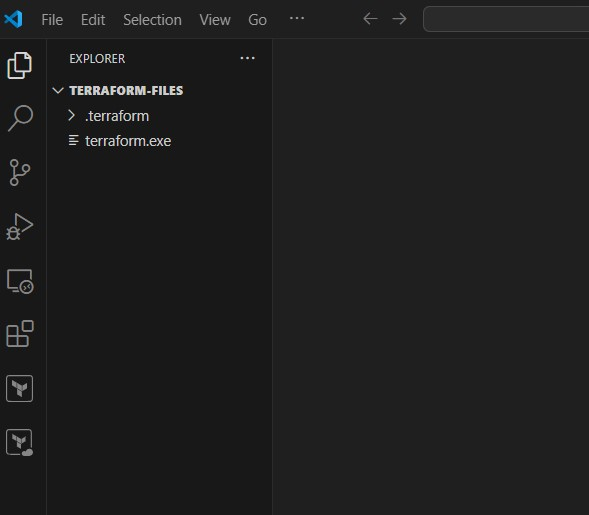 File Edit Selection View Go ...
EXPLORER ...
TERRAFORM-FILES
.terraform
terraform.exe